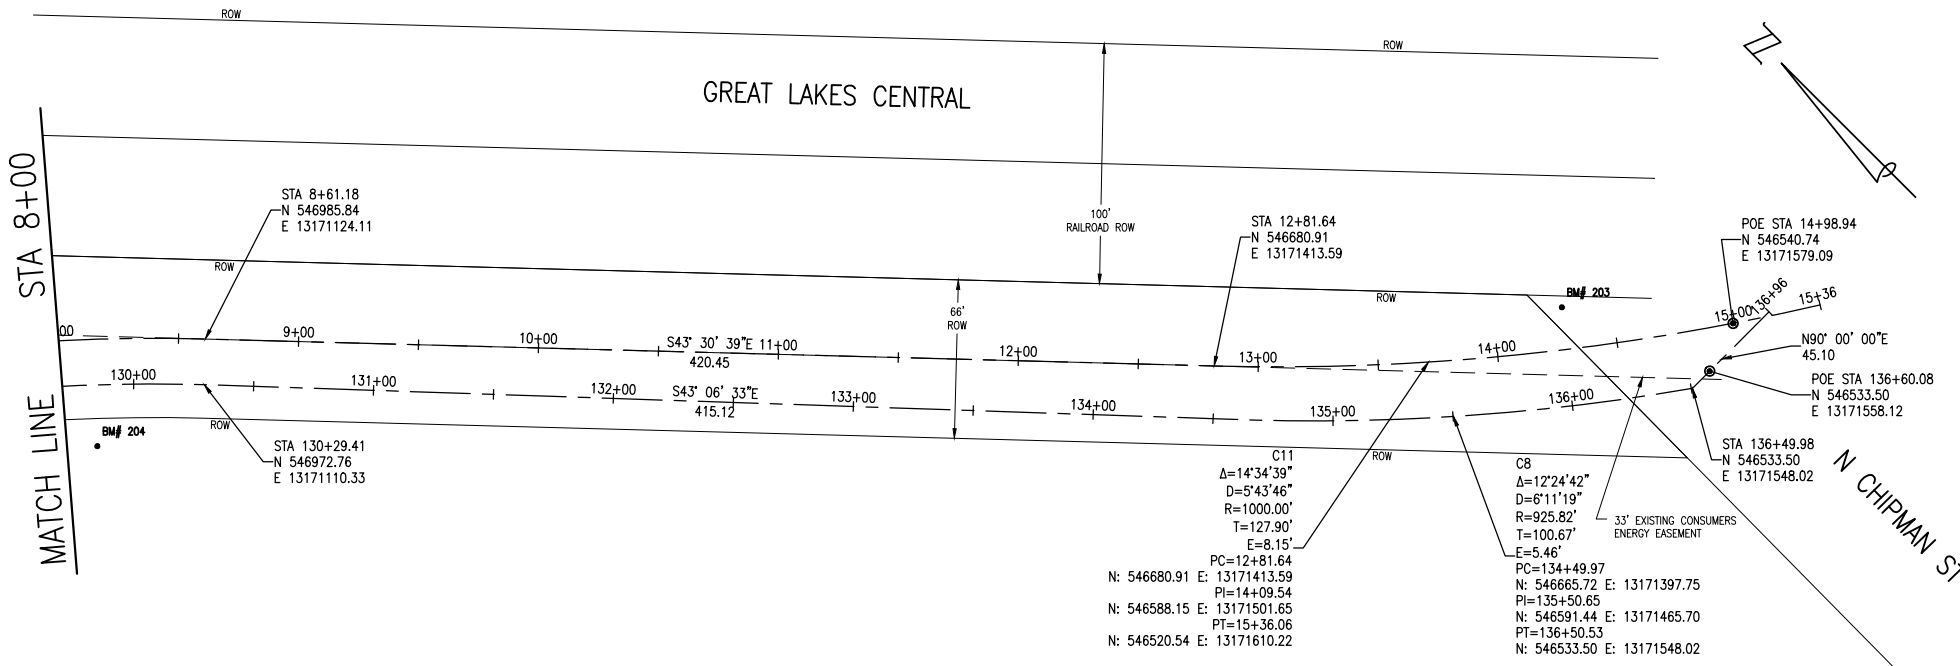 ROW
ROW
GREAT LAKES CENTRAL
MATCH LINE STA 8+00
STA 8+61.18
N 546985.84
E 13171124.11
100'
RAILROAD ROW
STA 12+81.64
N 546680.91
E 13171413.59
POE STA 14+98.94
N 546540.74
E 13171579.09
ROW
ROW
BM# 203
66'
ROW
00
9+00
10+00
S43° 30' 39"E
11+00
420.45
12+00
13+00
14+00
15+00
136+96
15+36
N90° 00' 00"E
45.10
POE STA 136+60.08
N 546533.50
E 13171558.12
130+00
131+00
132+00
S43° 06' 33"E
415.12
133+00
134+00
135+00
136+00
BM# 204
ROW
STA 130+29.41
N 546972.76
E 13171110.33
ROW
STA 136+49.98
N 546533.50
E 13171548.02
N CHIPMAN ST
C11
Δ=14°34'39"
D=5°43'46"
R=1000.00'
T=127.90'
E=8.15'
PC=12+81.64
N: 546680.91 E: 13171413.59
PI=14+09.54
N: 546588.15 E: 13171501.65
PT=15+36.06
N: 546520.54 E: 13171610.22
C8
Δ=12°24'42"
D=6°11'19"
R=925.82'
T=100.67'
E=5.46'
PC=134+49.97
N: 546665.72 E: 13171397.75
PI=135+50.65
N: 546591.44 E: 13171465.70
PT=136+50.53
N: 546533.50 E: 13171548.02
33' EXISTING CONSUMERS
ENERGY EASEMENT
N